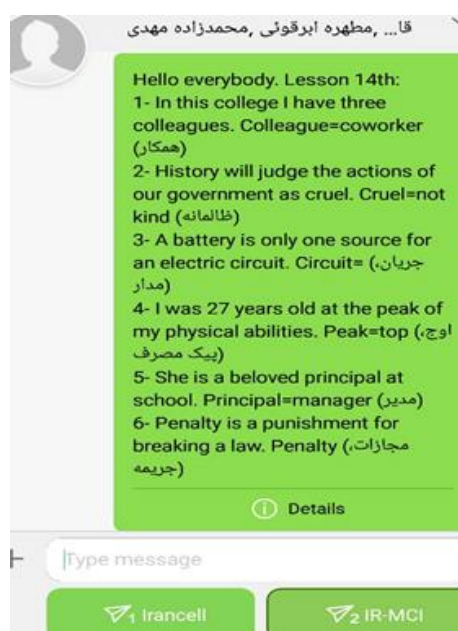 قا... ,مطهره ابرقوئی ,محمدزاده مهدی
Hello everybody. Lesson 14th:
1- In this college I have three
colleagues. Colleague=coworker
(همکار)
2- History will judge the actions of
our government as cruel. Cruel=not
kind (ظالمانه)
3- A battery is only one source for
an electric circuit. Circuit= (جریان،
مدار)
4- I was 27 years old at the peak of
my physical abilities. Peak=top (اوج،
پیک مصرف)
5- She is a beloved principal at
school. Principal=manager (مدیر)
6- Penalty is a punishment for
breaking a law. Penalty (مجازات،
جریمه)
Details
Type message
1 Irancell
2 IR-MCI